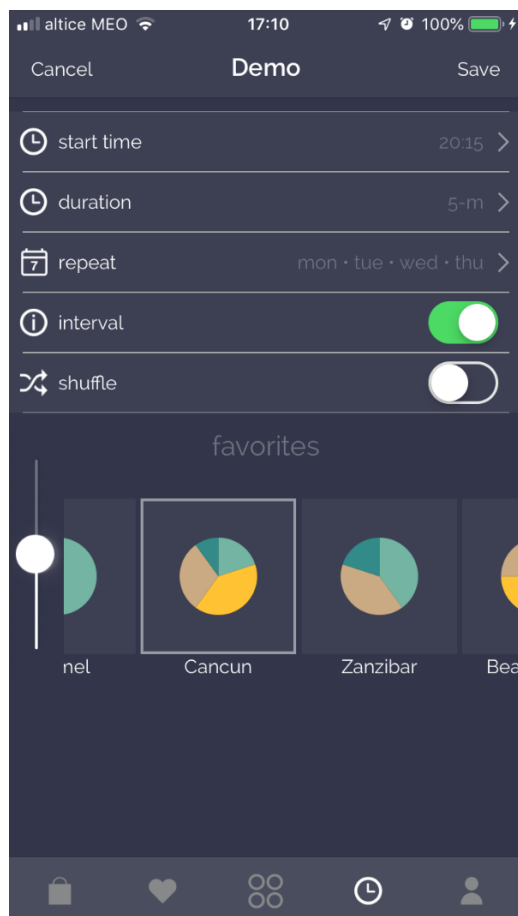 altice MEO 17:10 100%
Cancel Demo Save
start time 20:15
duration 5-m
7 repeat mon • tue • wed • thu
interval
shuffle
favorites
nel Cancun Zanzibar Bea